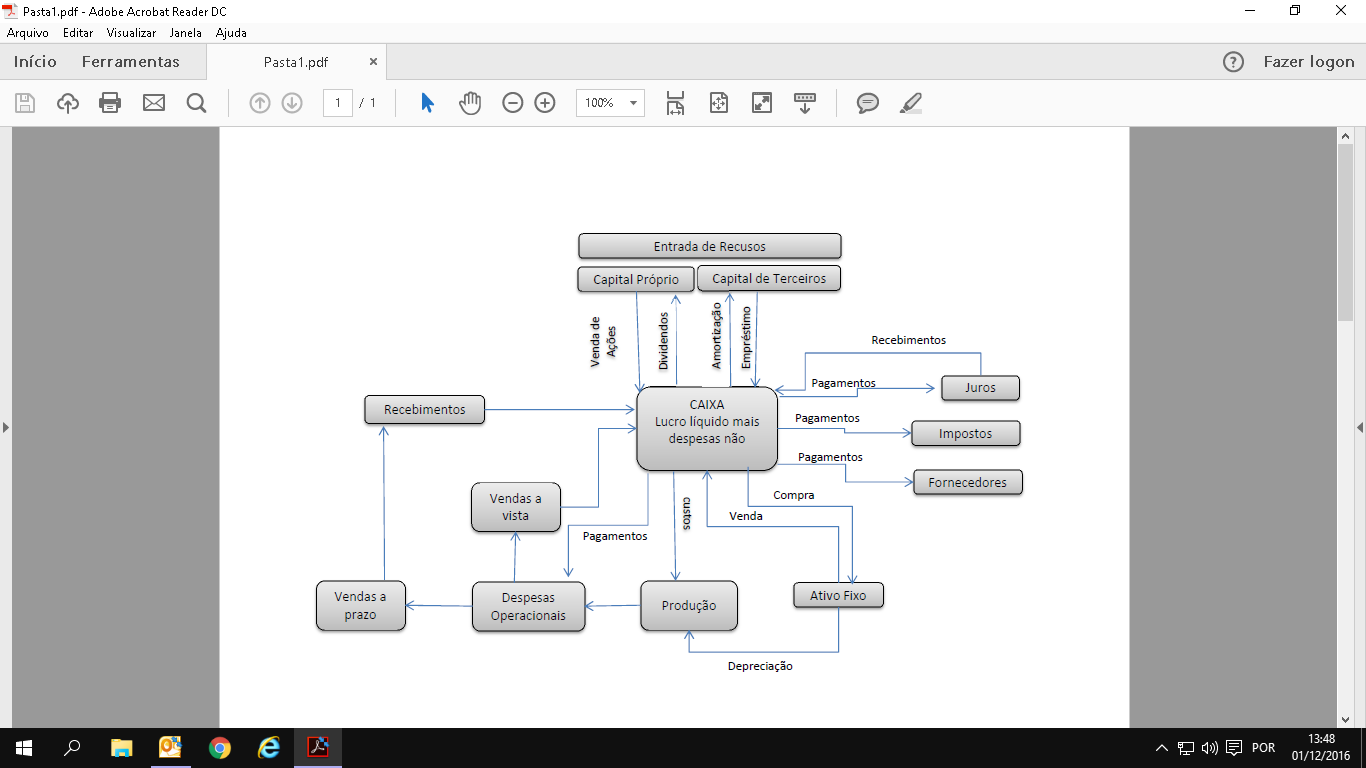 Pasta1.pdf - Adobe Acrobat Reader DC
Arquivo Editar Visualizar Janela Ajuda
Início Ferramentas Pasta1.pdf × ? Fazer logon
1 / 1 100%
Entrada de Recusos
Capital Próprio Capital de Terceiros
Venda de
Ações
Dividendos
Amortização
Empréstimo
Recebimentos
Pagamentos
Juros
Recebimentos
CAIXA
Lucro líquido mais
despesas não
Pagamentos
Impostos
Pagamentos
Fornecedores
Vendas a
vista
Pagamentos
custos
Venda
Compra
Vendas a
prazo
Despesas
Operacionais
Produção
Ativo Fixo
Depreciação
POR
13:48
01/12/2016